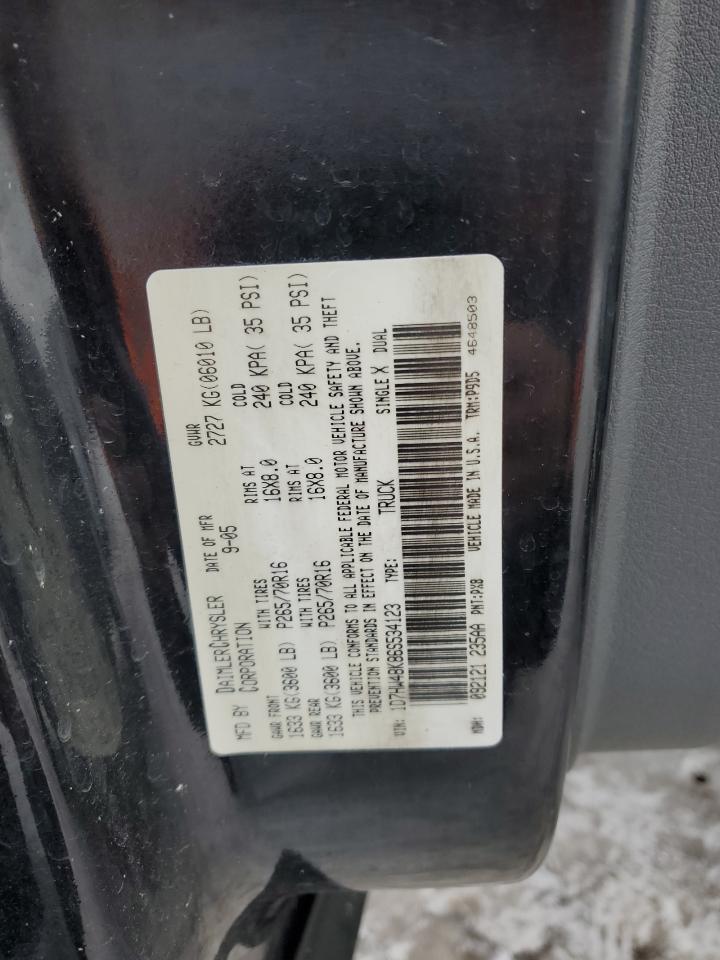 MFD BY DAIMLERCHRYSLER CORPORATION DATE OF MFR 9-05 GVWR 2727 KG(06010 LB)
GAWR FRONT WITH TIRES RIMS AT COLD
1633 KG(3600 LB) P265/70R16 16X8.0 240 KPA( 35 PSI)
GAWR REAR WITH TIRES RIMS AT COLD
1633 KG(3600 LB) P265/70R16 16X8.0 240 KPA( 35 PSI)
THIS VEHICLE CONFORMS TO ALL APPLICABLE FEDERAL MOTOR VEHICLE SAFETY AND THEFT
PREVENTION STANDARDS IN EFFECT ON THE DATE OF MANUFACTURE SHOWN ABOVE.
VIN: 1D7HW48K86S534123 TYPE: TRUCK SINGLE X DUAL
MDH: 092121 235AA PNT:PX8 VEHICLE MADE IN U.S.A. TRM:P9D5 4648503